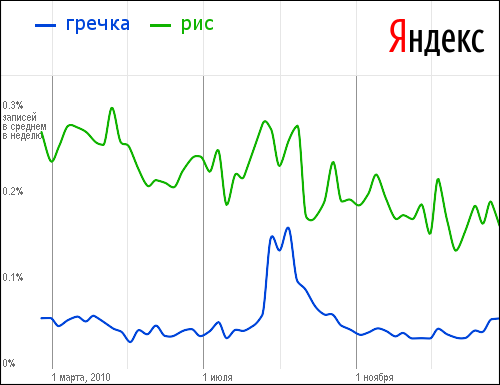 гречка рис
Яндекс
0.3%
записей
в среднем
в неделю
0.2%
0.1%
0%
1 марта, 2010 1 июля 1 ноября